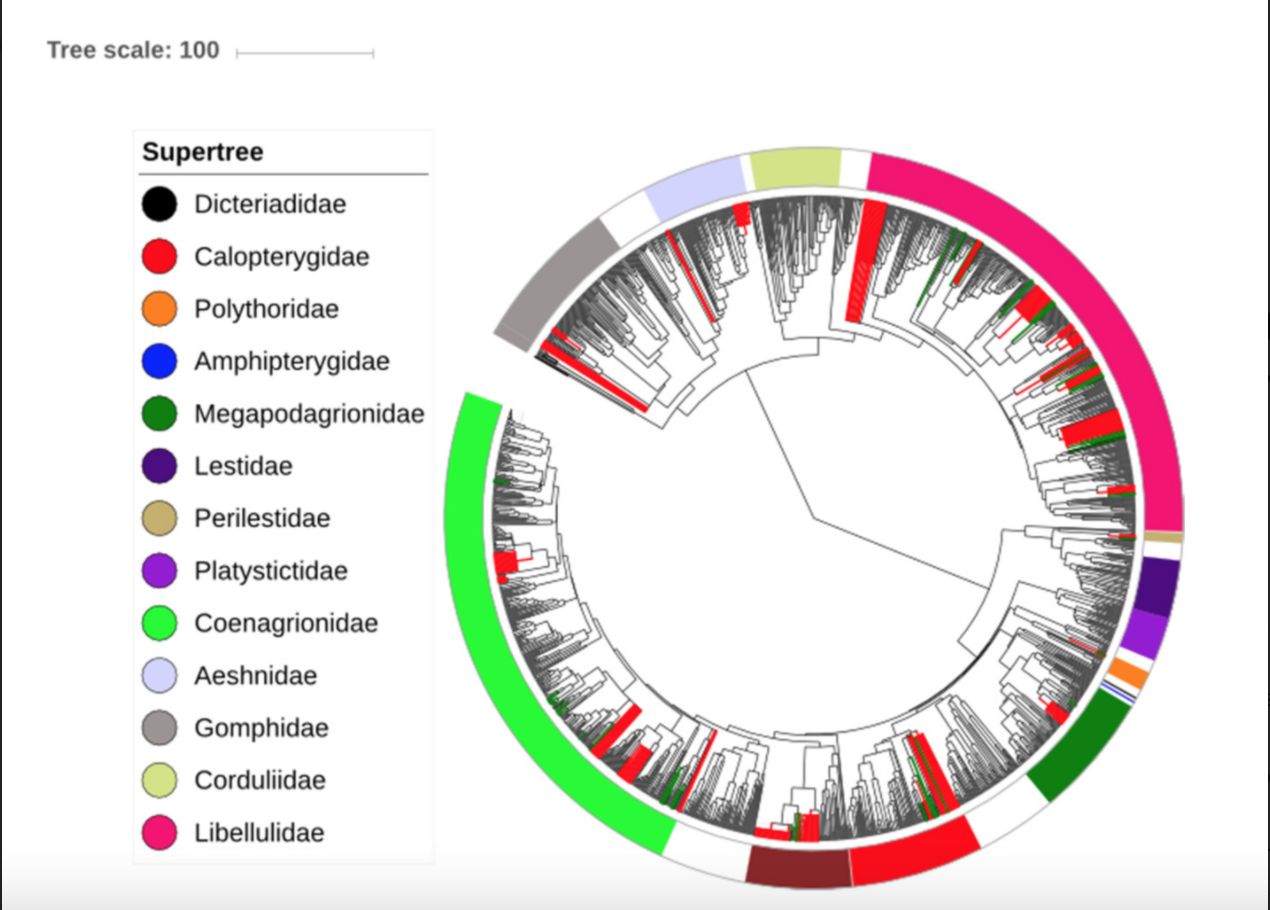 Tree scale: 100
Supertree
Dicteriadidae
Calopterygidae
Polythoridae
Amphipterygidae
Megapodagrionidae
Lestidae
Perilestidae
Platystictidae
Coenagrionidae
Aeshnidae
Gomphidae
Corduliidae
Libellulidae